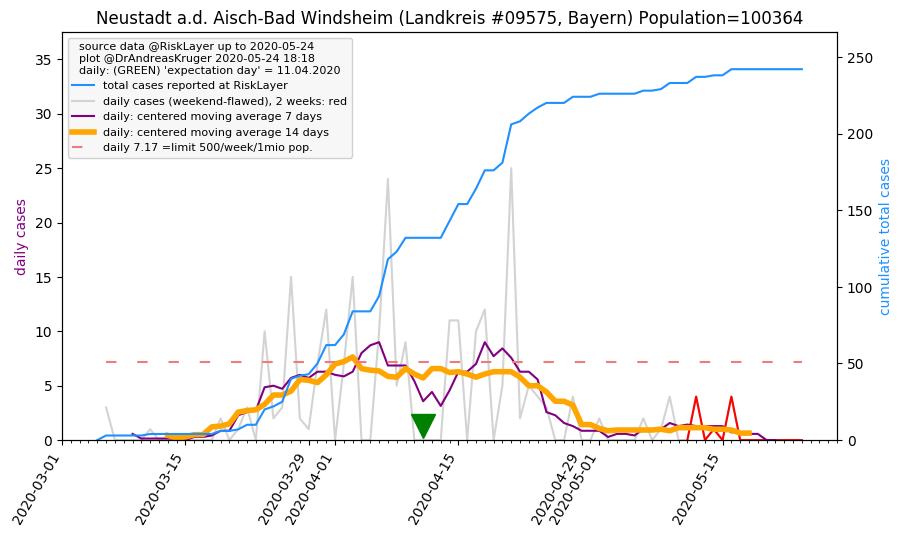 Neustadt a.d. Aisch-Bad Windsheim (Landkreis #09575, Bayern) Population=100364
source data @RiskLayer up to 2020-05-24
plot @DrAndreasKruger 2020-05-24 18:18
daily: (GREEN) 'expectation day' = 11.04.2020
total cases reported at RiskLayer
daily cases (weekend-flawed), 2 weeks: red
daily: centered moving average 7 days
daily: centered moving average 14 days
daily 7.17 =limit 500/week/1mio pop.
daily cases
35
30
25
20
15
10
5
0
cumulative total cases
250
200
150
100
50
0
2020-03-01
2020-03-15
2020-03-29
2020-04-01
2020-04-15
2020-04-29
2020-05-01
2020-05-15